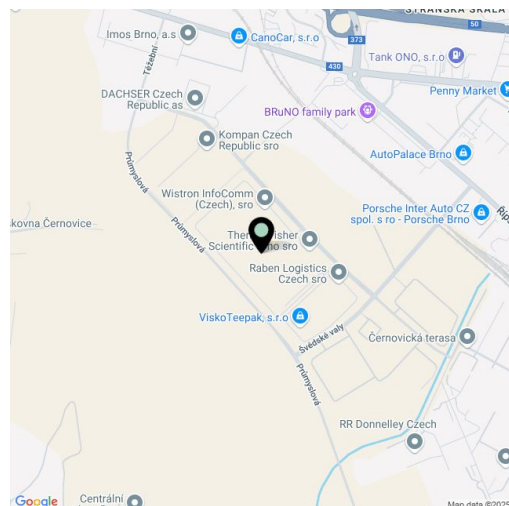 STRÁNSKÁ SKÁLA
50
Imos Brno, a.s
CanoCar, s.r.o
373
Tank ONO, s.r.o
Těžební
430
Penny Market
DACHSER Czech
Republic as
BRuNO family park
Kompan Czech
Republic sro
AutoPalace Brno
Průmyslová
Wistron InfoComm
(Czech), sro
Porsche Inter Auto CZ
spol. s ro - Porsche Brno
Průmyslová
skovna Černovice
Scientific
sro
Raben Logistics
Czech sro
ViskoTeepak, s.r.o
Švédské valy
Černovická terasa
Průmyslová
RR Donnelley Czech
Google
Centrální
Map data ©2025